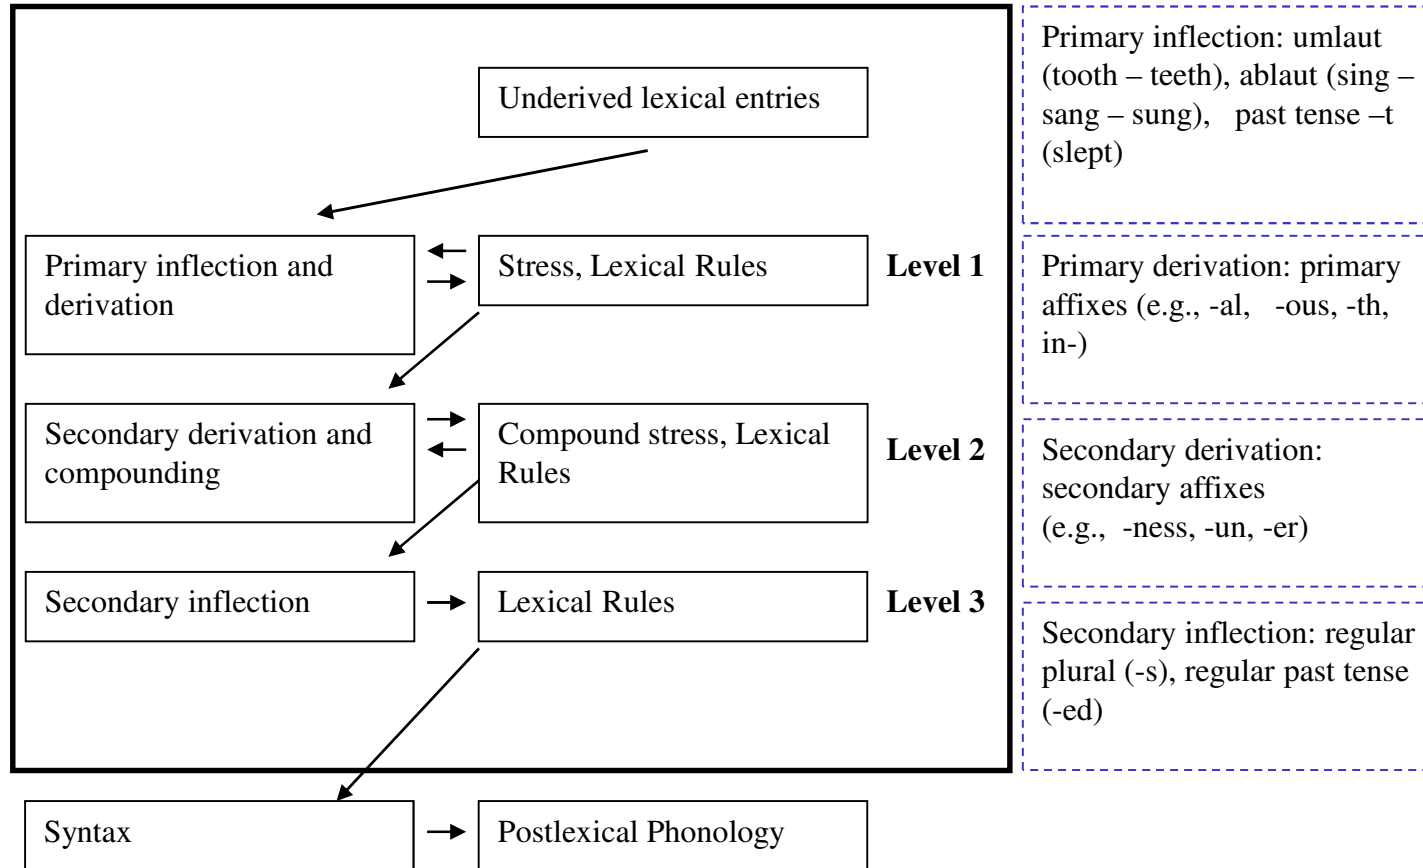 Underived lexical entries
Primary inflection and
derivation
Stress, Lexical Rules
Level 1
Secondary derivation and
compounding
Compound stress, Lexical
Rules
Level 2
Secondary inflection
Lexical Rules
Level 3
Syntax
Postlexical Phonology
Primary inflection: umlaut
(tooth – teeth), ablaut (sing –
sang – sung), past tense –t
(slept)
Primary derivation: primary
affixes (e.g., -al, -ous, -th,
in-)
Secondary derivation:
secondary affixes
(e.g., -ness, -un, -er)
Secondary inflection: regular
plural (-s), regular past tense
(-ed)